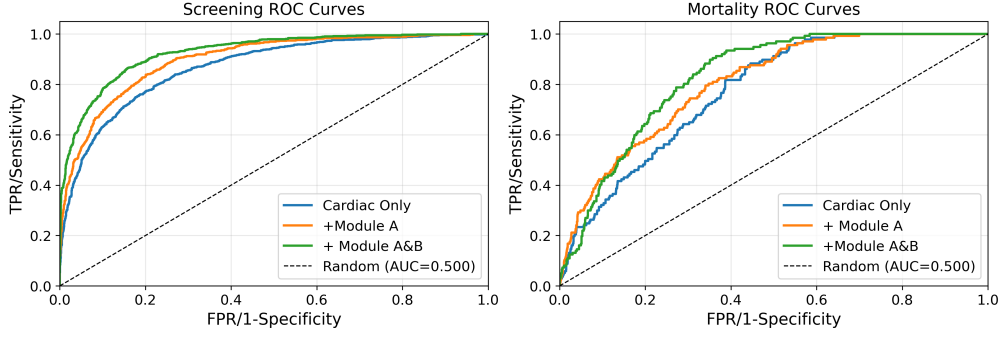 Screening ROC Curves
TPR/Sensitivity
1.0
0.8
0.6
0.4
0.2
0.0
Cardiac Only
+Module A
+ Module A&B
Random (AUC=0.500)
0.0 0.2 0.4 0.6 0.8 1.0
FPR/1-Specificity
Mortality ROC Curves
TPR/Sensitivity
1.0
0.8
0.6
0.4
0.2
0.0
Cardiac Only
+ Module A
+Module A&B
Random (AUC=0.500)
0.0 0.2 0.4 0.6 0.8 1.0
FPR/1-Specificity